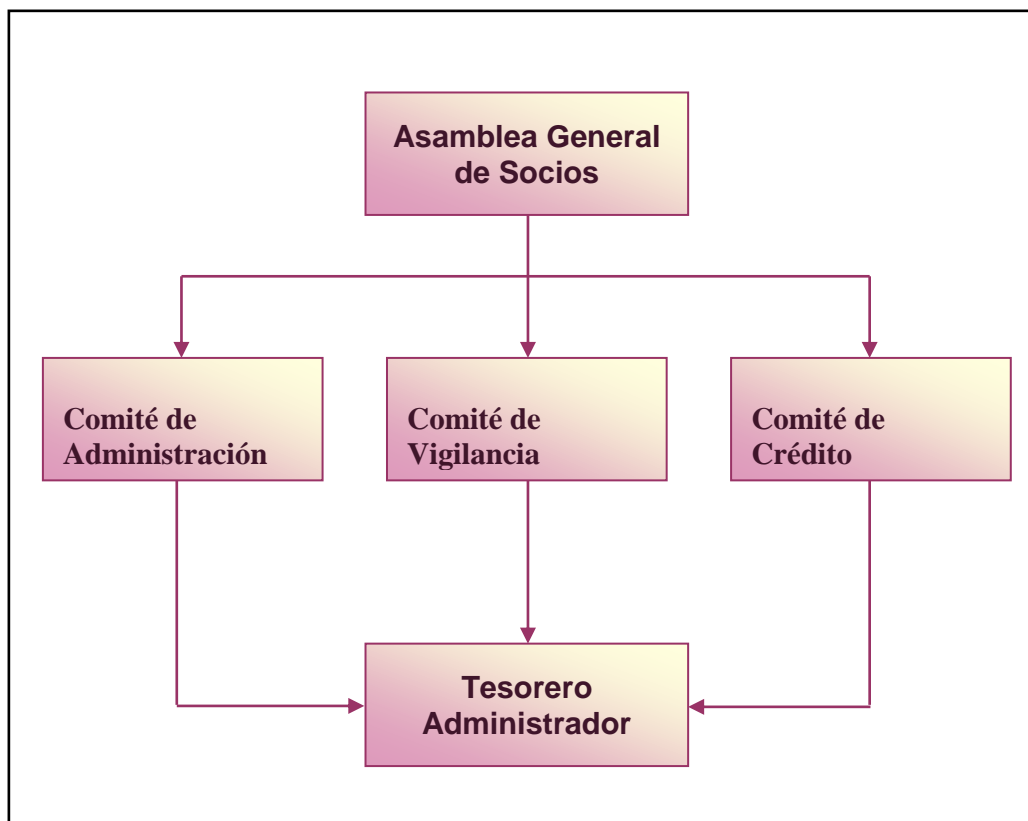 Asamblea General
de Socios
Comité de
Administración
Comité de
Vigilancia
Comité de
Crédito
Tesorero
Administrador